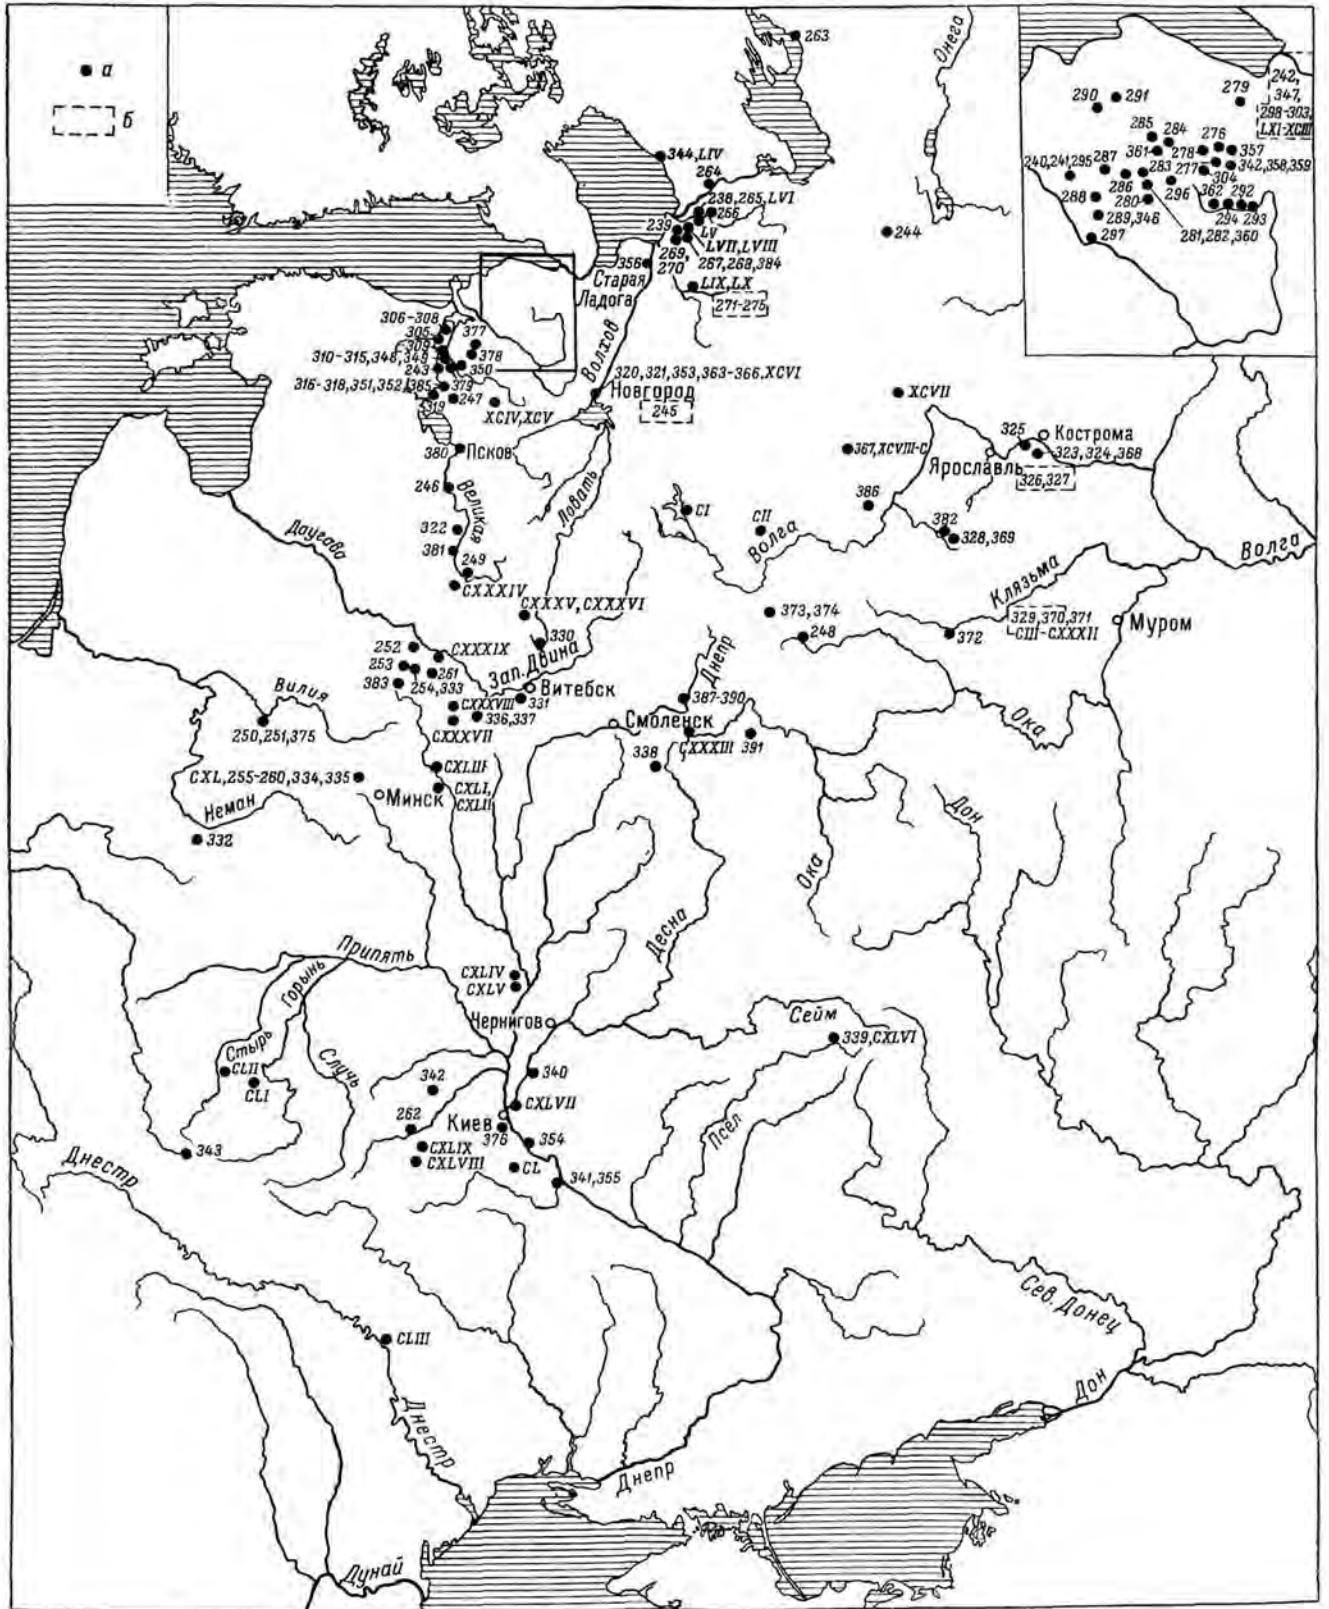 а
б
263
Онега
344, LIV
264
238, 265, LVI
266
239
LV
LVII, LVIII
269,
270
267, 268, 384
244
356
Старая
Ладога
LIX, LX
271-275
Волхов
290
291
279
242,
347,
298-303,
LXI-XCIII
285
284
276
361
278
357
240, 241, 295
287
283
277
342, 358, 359
286
296
304
288
280
362
292
289, 346
294
293
297
281, 282, 360
306-308
305
377
309
310-315, 348, 349
378
243
350
316-318, 351, 352, 385
379
319
247
XCIV, XCV
320, 321, 353, 363-366, XCVI
Новгород
245
XCVII
380
Псков
325
Кострома
323, 324, 368
367, XCVIII-C
Ярославль
326, 327
246
Великая
Ловать
386
Даугава
322
CI
CII
Волга
382
328, 369
Волга
381
249
CXXXIV
Клязьма
CXXXV, CXXXVI
373, 374
329, 370, 371
CIII-CXXXII
Муром
372
248
330
252
CXXXIX
253
261
254, 333
383
Зап. Двина
Витебск
331
Днепр
387-390
Вилия
CXXXVIII
336, 337
CXXXVII
250, 251, 375
Смоленск
CXXXIII
391
Ока
338
CXL, 255-260, 334, 335
CXLIII
Минск
CXLI,
CXLII
Неман
332
Дон
Ока
Десна
Припять
Горынь
CXLIV
CXLV
Чернигов
Сейм
339, CXLVI
Стырь
CLII
CLI
Случь
342
340
CXLVII
262
Киев
376
354
Псёл
CXLIX
CXLVIII
CL
343
341, 355
Днестр
Сев. Донец
CLIII
Дон
Днестр
Днепр
Дунай